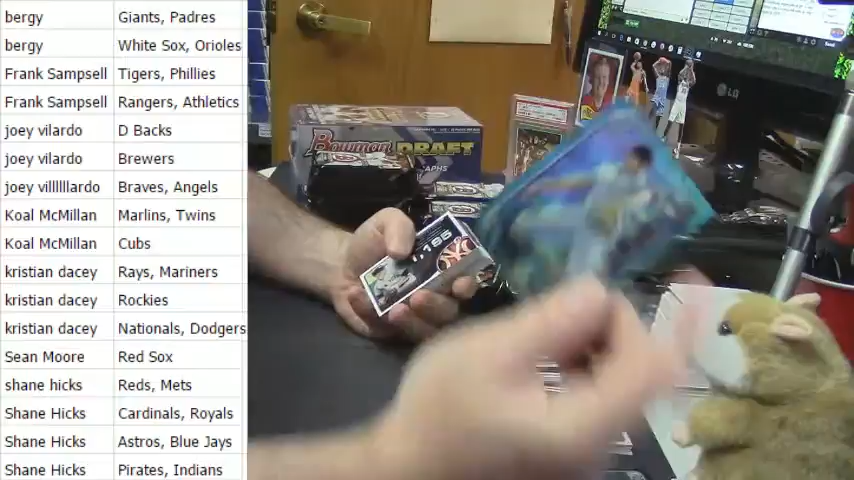 bergy Giants, Padres
bergy White Sox, Orioles
Frank Sampsell Tigers, Phillies
Frank Sampsell Rangers, Athletics
joey vilardo D Backs
joey vilardo Brewers
joey villllllardo Braves, Angels
Koal McMillan Marlins, Twins
Koal McMillan Cubs
kristian dacey Rays, Mariners
kristian dacey Rockies
kristian dacey Nationals, Dodgers
Sean Moore Red Sox
shane hicks Reds, Mets
Shane Hicks Cardinals, Royals
Shane Hicks Astros, Blue Jays
Shane Hicks Pirates, Indians
Bowman DRAFT
LG